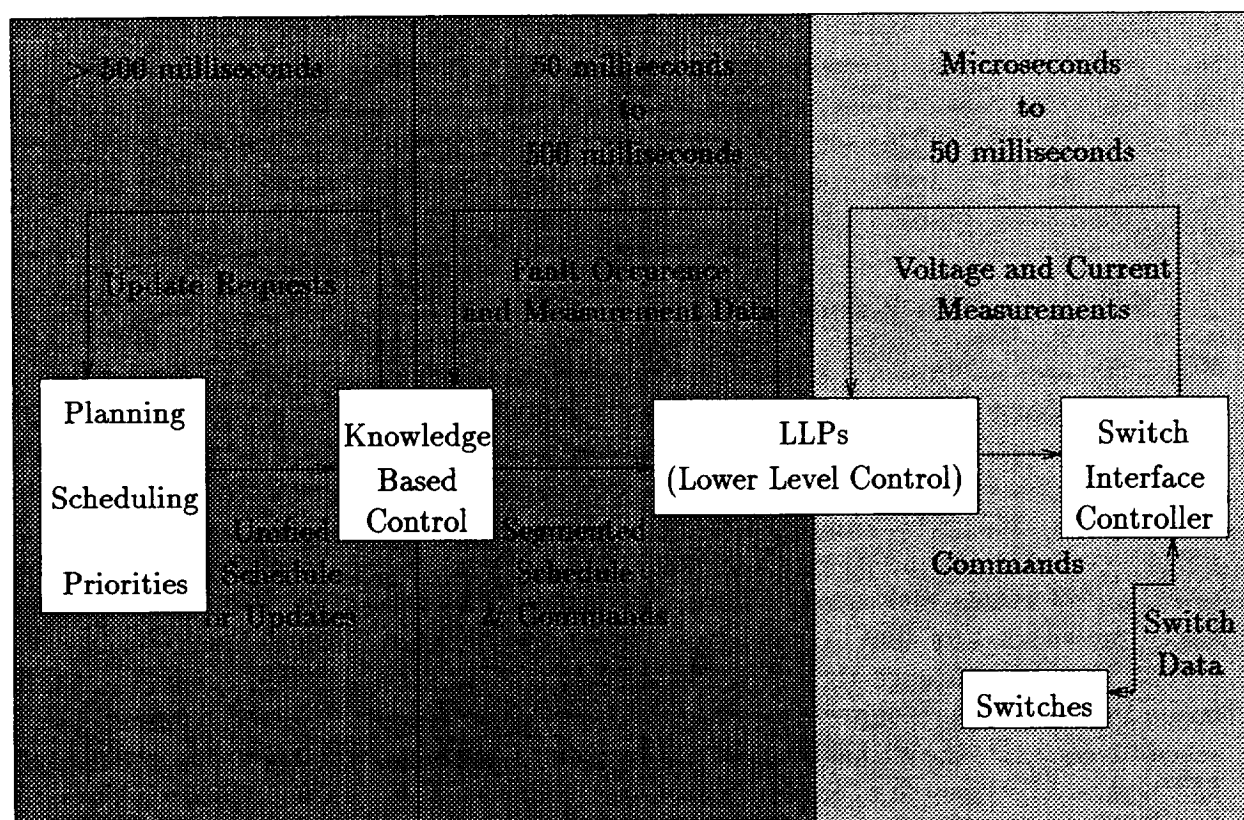 > 500 milliseconds
50 milliseconds
to
500 milliseconds
Microseconds
to
50 milliseconds
Update Requests
Fault Occurence
and Measurement Data
Voltage and Current
Measurements
Planning
Scheduling
Priorities
Knowledge
Based
Control
LLPs
(Lower Level Control)
Switch
Interface
Controller
Unified
Schedule
or Updates
Segmented
Schedule
& Commands
Commands
Switch
Data
Switches